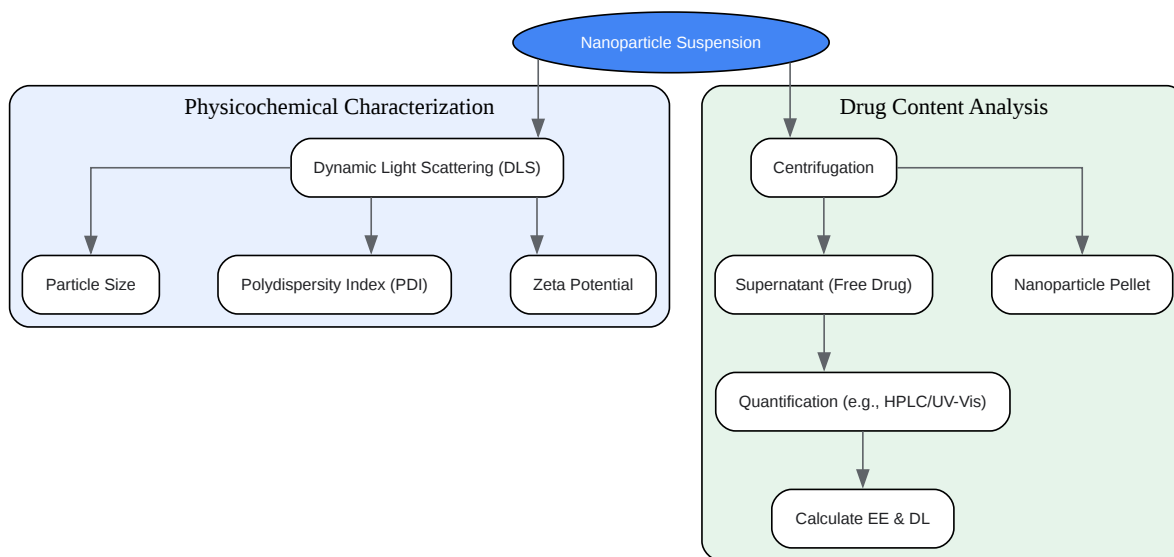 Nanoparticle Suspension
Physicochemical Characterization
Dynamic Light Scattering (DLS)
Particle Size
Polydispersity Index (PDI)
Zeta Potential
Drug Content Analysis
Centrifugation
Supernatant (Free Drug)
Nanoparticle Pellet
Quantification (e.g., HPLC/UV-Vis)
Calculate EE & DL